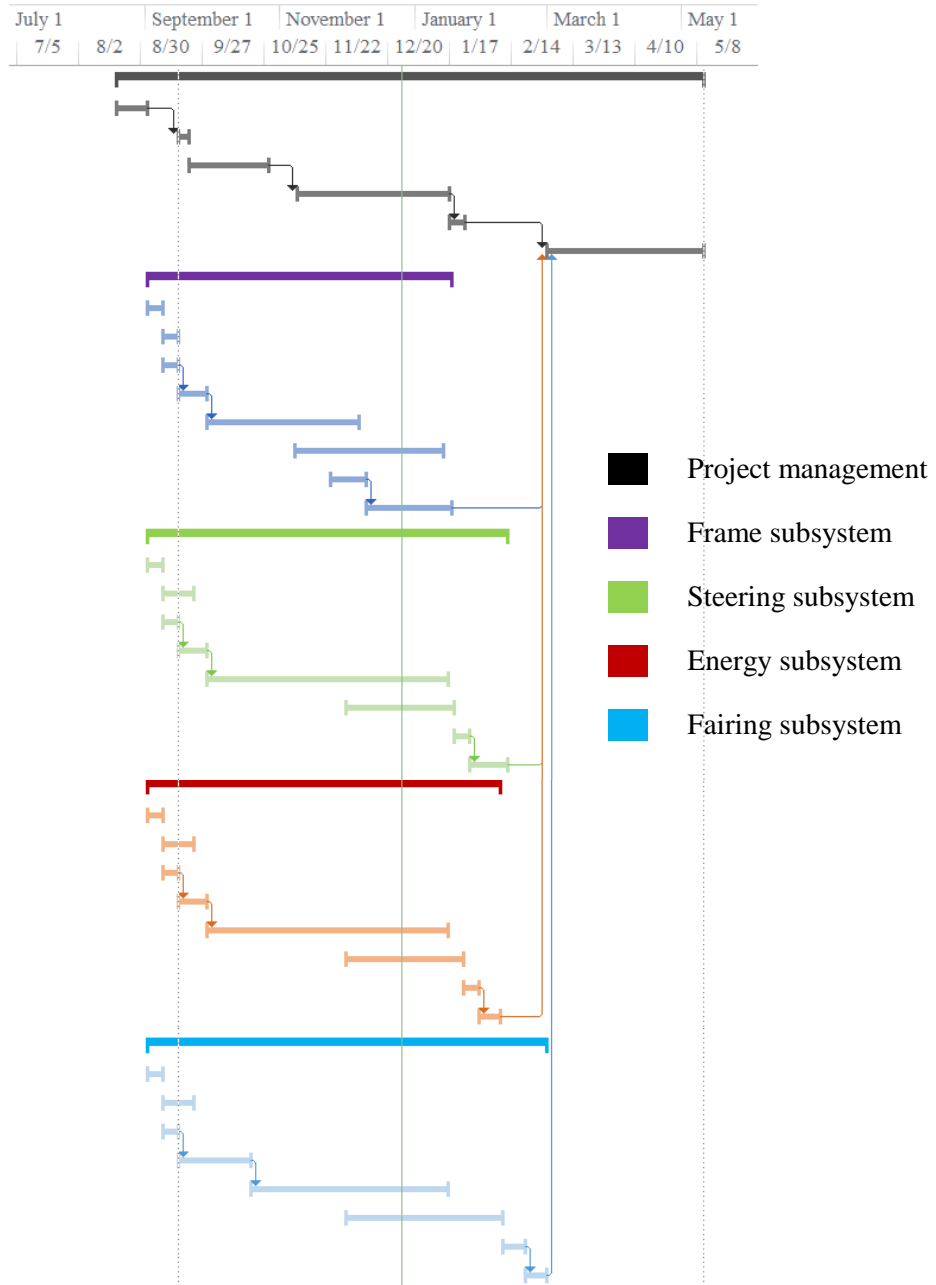 July 1 September 1 November 1 January 1 March 1 May 1
7/5 8/2 8/30 9/27 10/25 11/22 12/20 1/17 2/14 3/13 4/10 5/8
Project management
Frame subsystem
Steering subsystem
Energy subsystem
Fairing subsystem